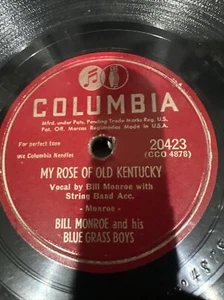 COLUMBIA
Mfrd. under Pats. Pending Trade marks Reg. U.S.
Pat. Off. Marcas Registradas Made in U.S.A.
For perfect tone
use Columbia Needles
20423
(CCO 4878)
MY ROSE OF OLD KENTUCKY
Vocal by Bill Monroe with
String Band Acc.
- Monroe -
BILL MONROE and his
BLUE GRASS BOYS